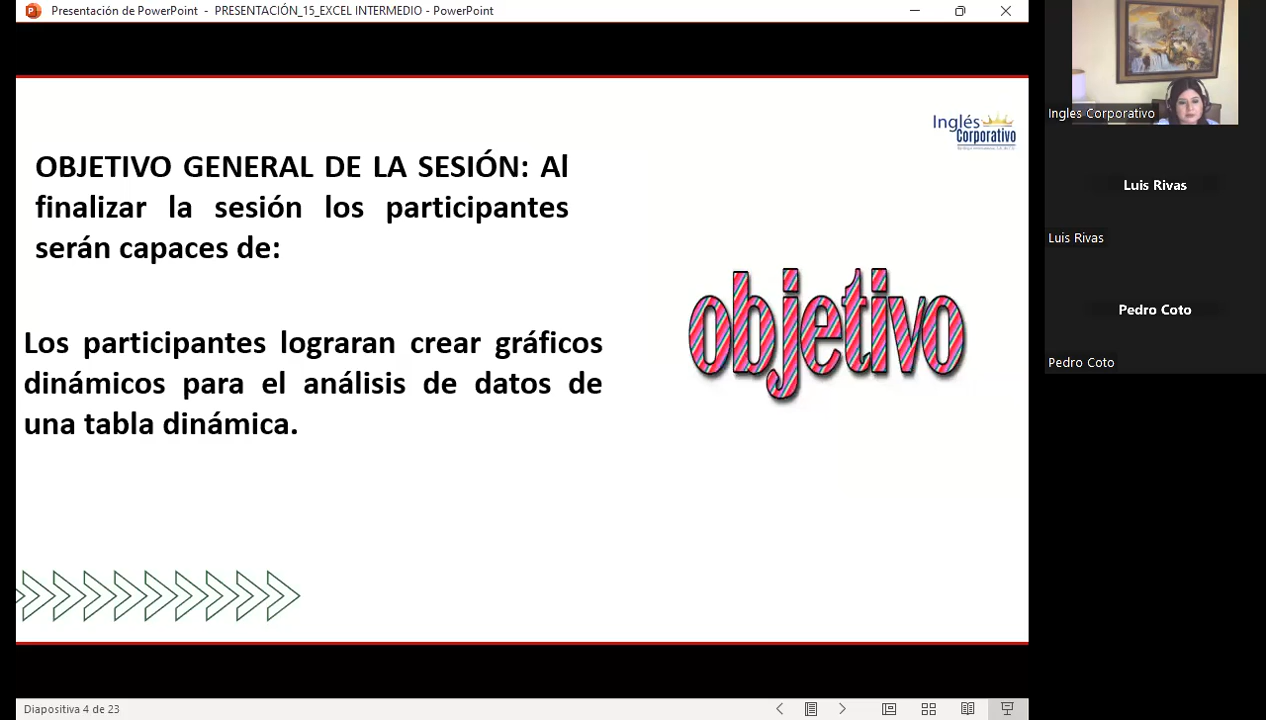 Presentación de PowerPoint - PRESENTACIÓN_15_EXCEL INTERMEDIO - PowerPoint
Inglés
Corporativo
OBJETIVO GENERAL DE LA SESIÓN: Al
finalizar la sesión los participantes
serán capaces de:
objetivo
Los participantes lograran crear gráficos
dinámicos para el análisis de datos de
una tabla dinámica.
Diapositiva 4 de 23
Ingles Corporativo
Luis Rivas
Luis Rivas
Pedro Coto
Pedro Coto